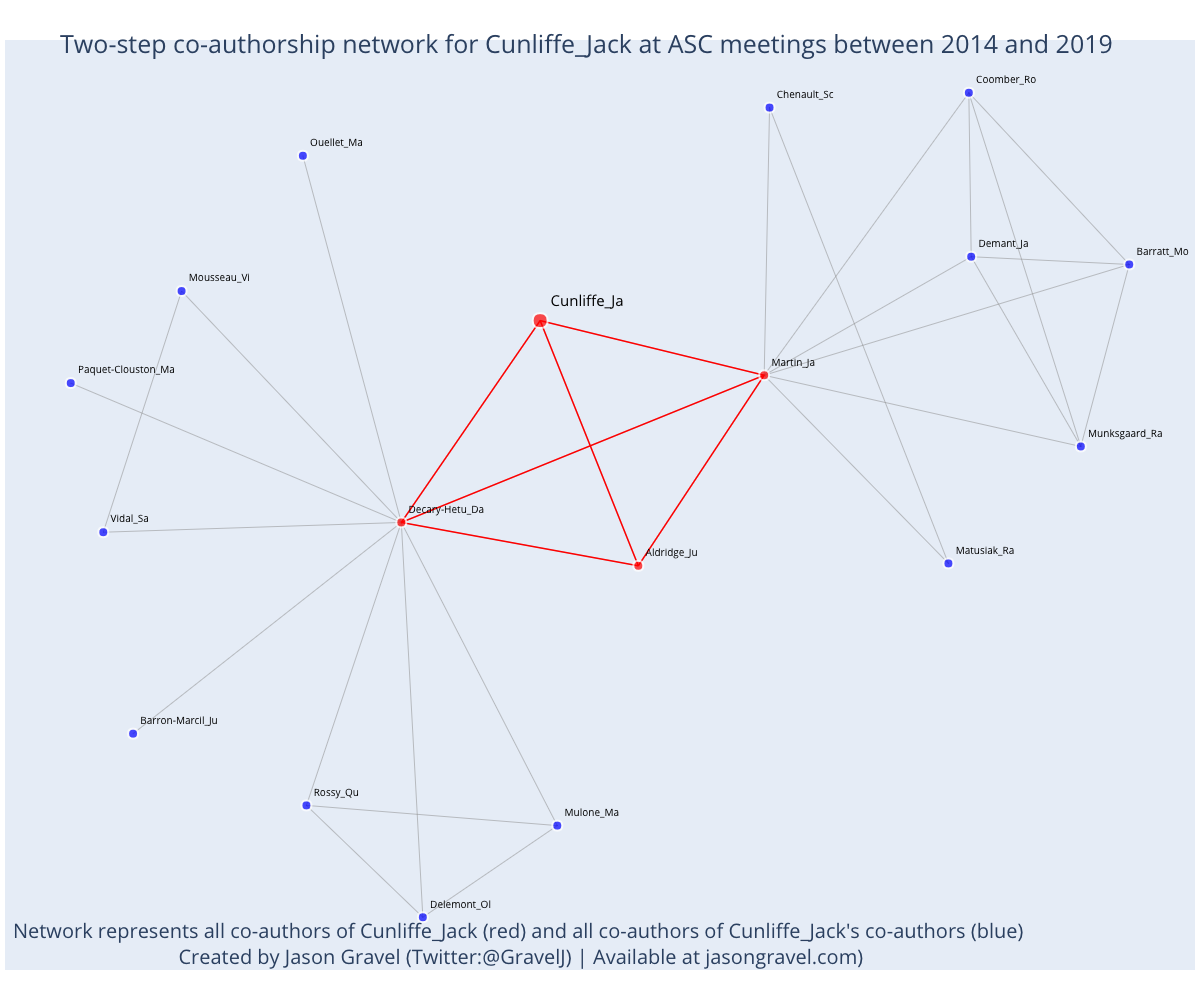 Two-step co-authorship network for Cunliffe_Jack at ASC meetings between 2014 and 2019
Coomber_Ro
Chenault_Sc
Ouellet_Ma
Demant_Ja
Barratt_Mo
Mousseau_Vi
Cunliffe_Ja
Martin_Ja
Paquet-Clouston_Ma
Munksgaard_Ra
Decary-Hetu_Da
Vidal_Sa
Aldridge_Ju
Matusiak_Ra
Barron-Marcil_Ju
Rossy_Qu
Mulone_Ma
Delemont_Ol
Network represents all co-authors of Cunliffe_Jack (red) and all co-authors of Cunliffe_Jack's co-authors (blue)
Created by Jason Gravel (Twitter:@GravelJ) | Available at jasongravel.com)